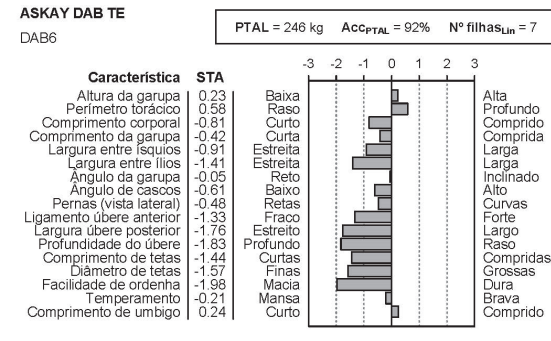 ASKAY DAB TE
DAB6
PTAL = 246 kg AccPTAL = 92% Nº filhasLin = 7
-3 -2 -1 0 1 2 3
Característica STA
Altura da garupa 0.23 Baixa Alta
Perímetro torácico 0.58 Raso Profundo
Comprimento corporal -0.81 Curto Comprido
Comprimento da garupa -0.42 Curta Comprida
Largura entre ísquios -0.91 Estreita Larga
Largura entre ílios -1.41 Estreita Larga
Ângulo da garupa -0.05 Reto Inclinado
Ângulo de cascos -0.61 Baixo Alto
Pernas (vista lateral) -0.48 Retas Curvas
Ligamento úbere anterior -1.33 Fraco Forte
Largura úbere posterior -1.76 Estreito Largo
Profundidade do úbere -1.83 Profundo Raso
Comprimento de tetas -1.44 Curtas Compridas
Diâmetro de tetas -1.57 Finas Grossas
Facilidade de ordenha -1.98 Macia Dura
Temperamento -0.21 Mansa Brava
Comprimento de umbigo 0.24 Curto Comprido